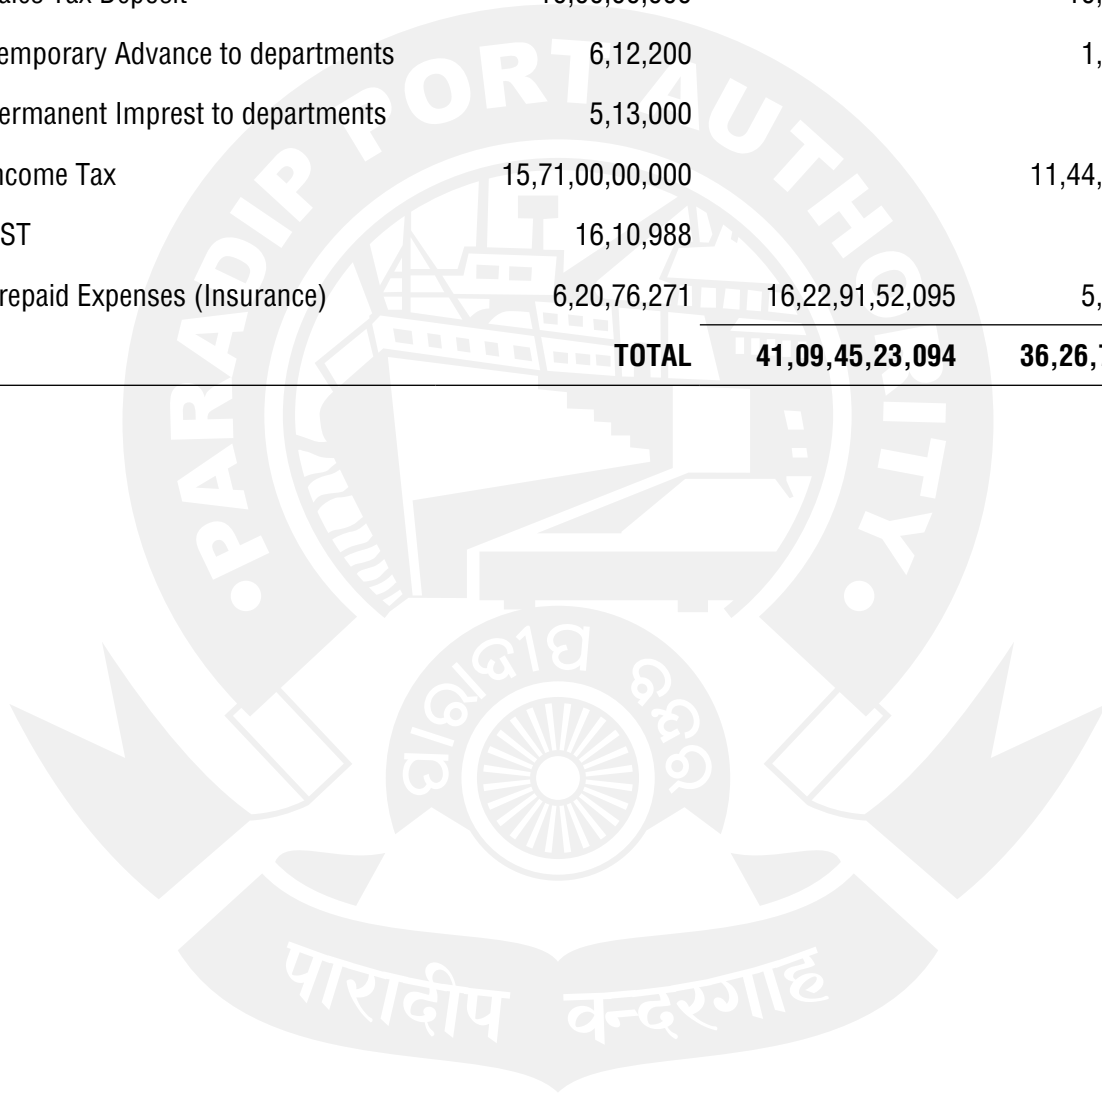 emporary Advance to departments 6,12,200 1,
ermanent Imprest to departments 5,13,000
ncome Tax 15,71,00,00,000 11,44,
ST 16,10,988
repaid Expenses (Insurance) 6,20,76,271 16,22,91,52,095 5,
TOTAL 41,09,45,23,094 36,26,
PARADIP PORT AUTHORITY
ପାରାଦୀପ ବନ୍ଦର
पारादीप बन्दरगाह